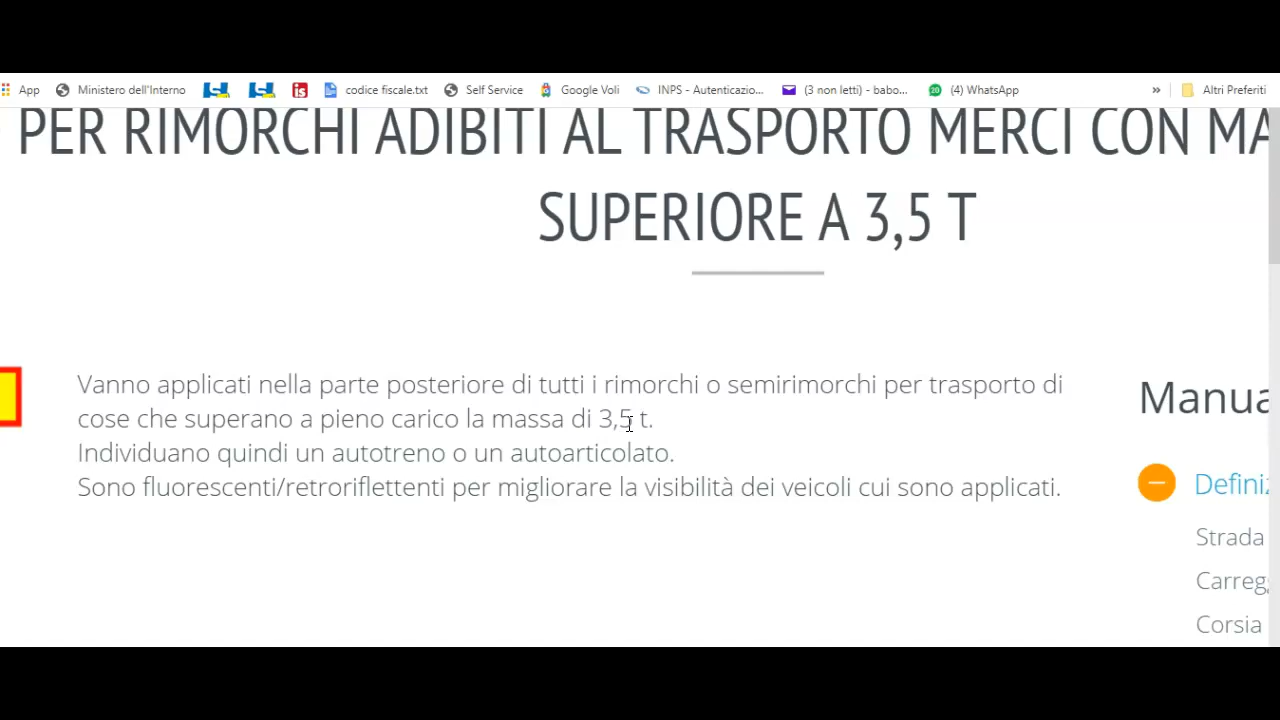 App Ministero dell'Interno is codice fiscale.txt Self Service Google Voli INPS - Autenticazio... (3 non letti) - babo... (4) WhatsApp » Altri Preferiti
PER RIMORCHI ADIBITI AL TRASPORTO MERCI CON MA
SUPERIORE A 3,5 T
Vanno applicati nella parte posteriore di tutti i rimorchi o semirimorchi per trasporto di
cose che superano a pieno carico la massa di 3,5 t.
Individuano quindi un autotreno o un autoarticolato.
Sono fluorescenti/retroriflettenti per migliorare la visibilità dei veicoli cui sono applicati.
Manua
Definiz
Strada
Carreg
Corsia